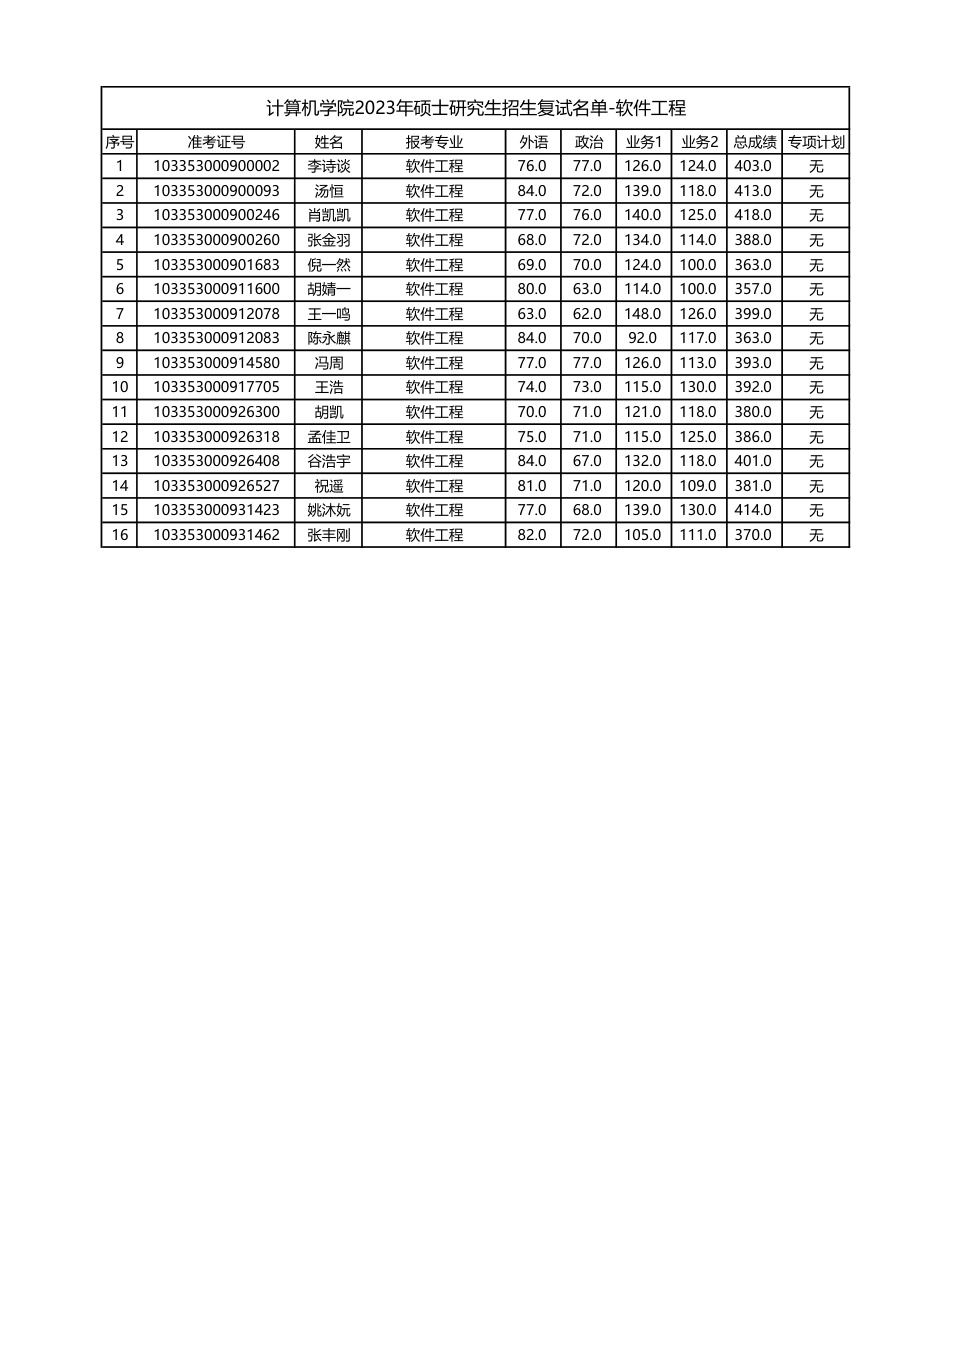 计算机学院2023年硕士研究生招生复试名单-软件工程
序号 准考证号 姓名 报考专业 外语 政治 业务1 业务2 总成绩 专项计划
1 103353000900002 李诗谈 软件工程 76.0 77.0 126.0 124.0 403.0 无
2 103353000900093 汤恒 软件工程 84.0 72.0 139.0 118.0 413.0 无
3 103353000900246 肖凯凯 软件工程 77.0 76.0 140.0 125.0 418.0 无
4 103353000900260 张金羽 软件工程 68.0 72.0 134.0 114.0 388.0 无
5 103353000901683 倪一然 软件工程 69.0 70.0 124.0 100.0 363.0 无
6 103353000911600 胡婧一 软件工程 80.0 63.0 114.0 100.0 357.0 无
7 103353000912078 王一鸣 软件工程 63.0 62.0 148.0 126.0 399.0 无
8 103353000912083 陈永麒 软件工程 84.0 70.0 92.0 117.0 363.0 无
9 103353000914580 冯周 软件工程 77.0 77.0 126.0 113.0 393.0 无
10 103353000917705 王浩 软件工程 74.0 73.0 115.0 130.0 392.0 无
11 103353000926300 胡凯 软件工程 70.0 71.0 121.0 118.0 380.0 无
12 103353000926318 孟佳卫 软件工程 75.0 71.0 115.0 125.0 386.0 无
13 103353000926408 谷浩宇 软件工程 84.0 67.0 132.0 118.0 401.0 无
14 103353000926527 祝遥 软件工程 81.0 71.0 120.0 109.0 381.0 无
15 103353000931423 姚沐妧 软件工程 77.0 68.0 139.0 130.0 414.0 无
16 103353000931462 张丰刚 软件工程 82.0 72.0 105.0 111.0 370.0 无